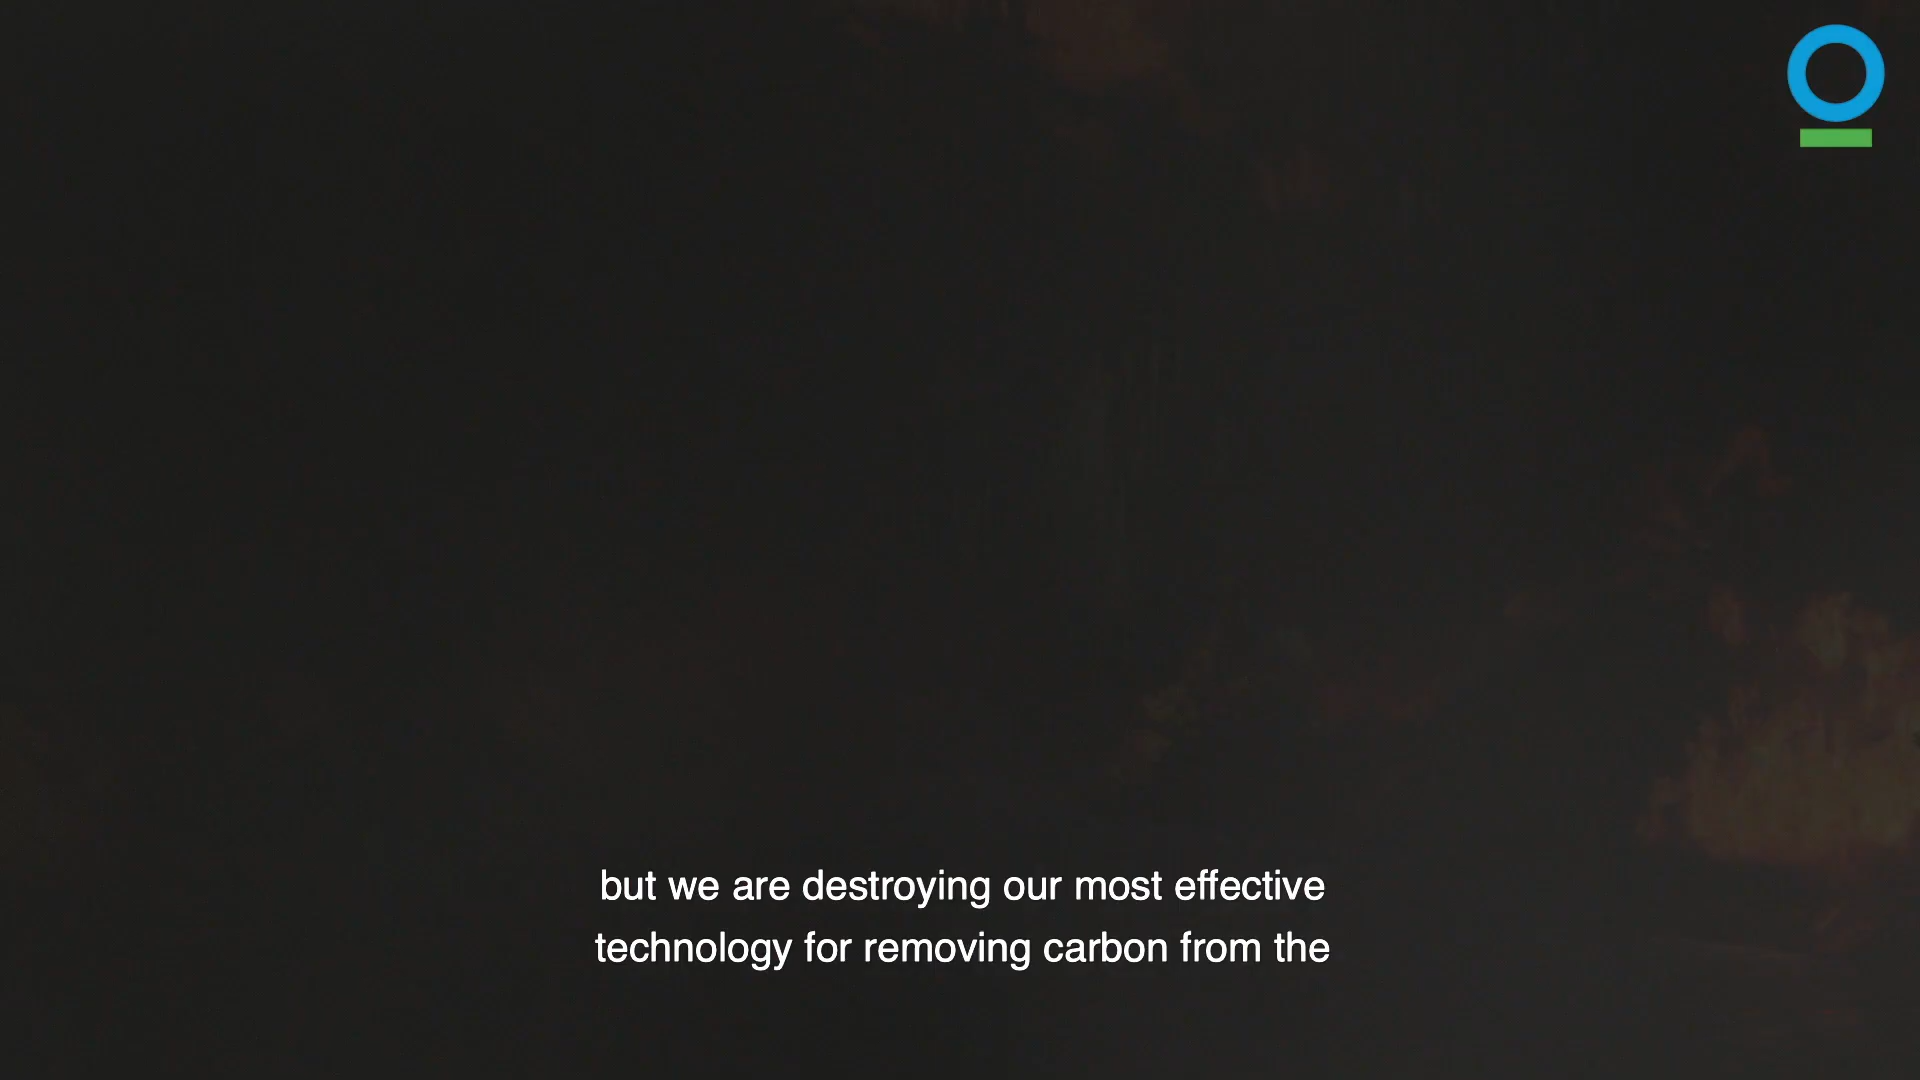 but we are destroying our most effective
technology for removing carbon from the